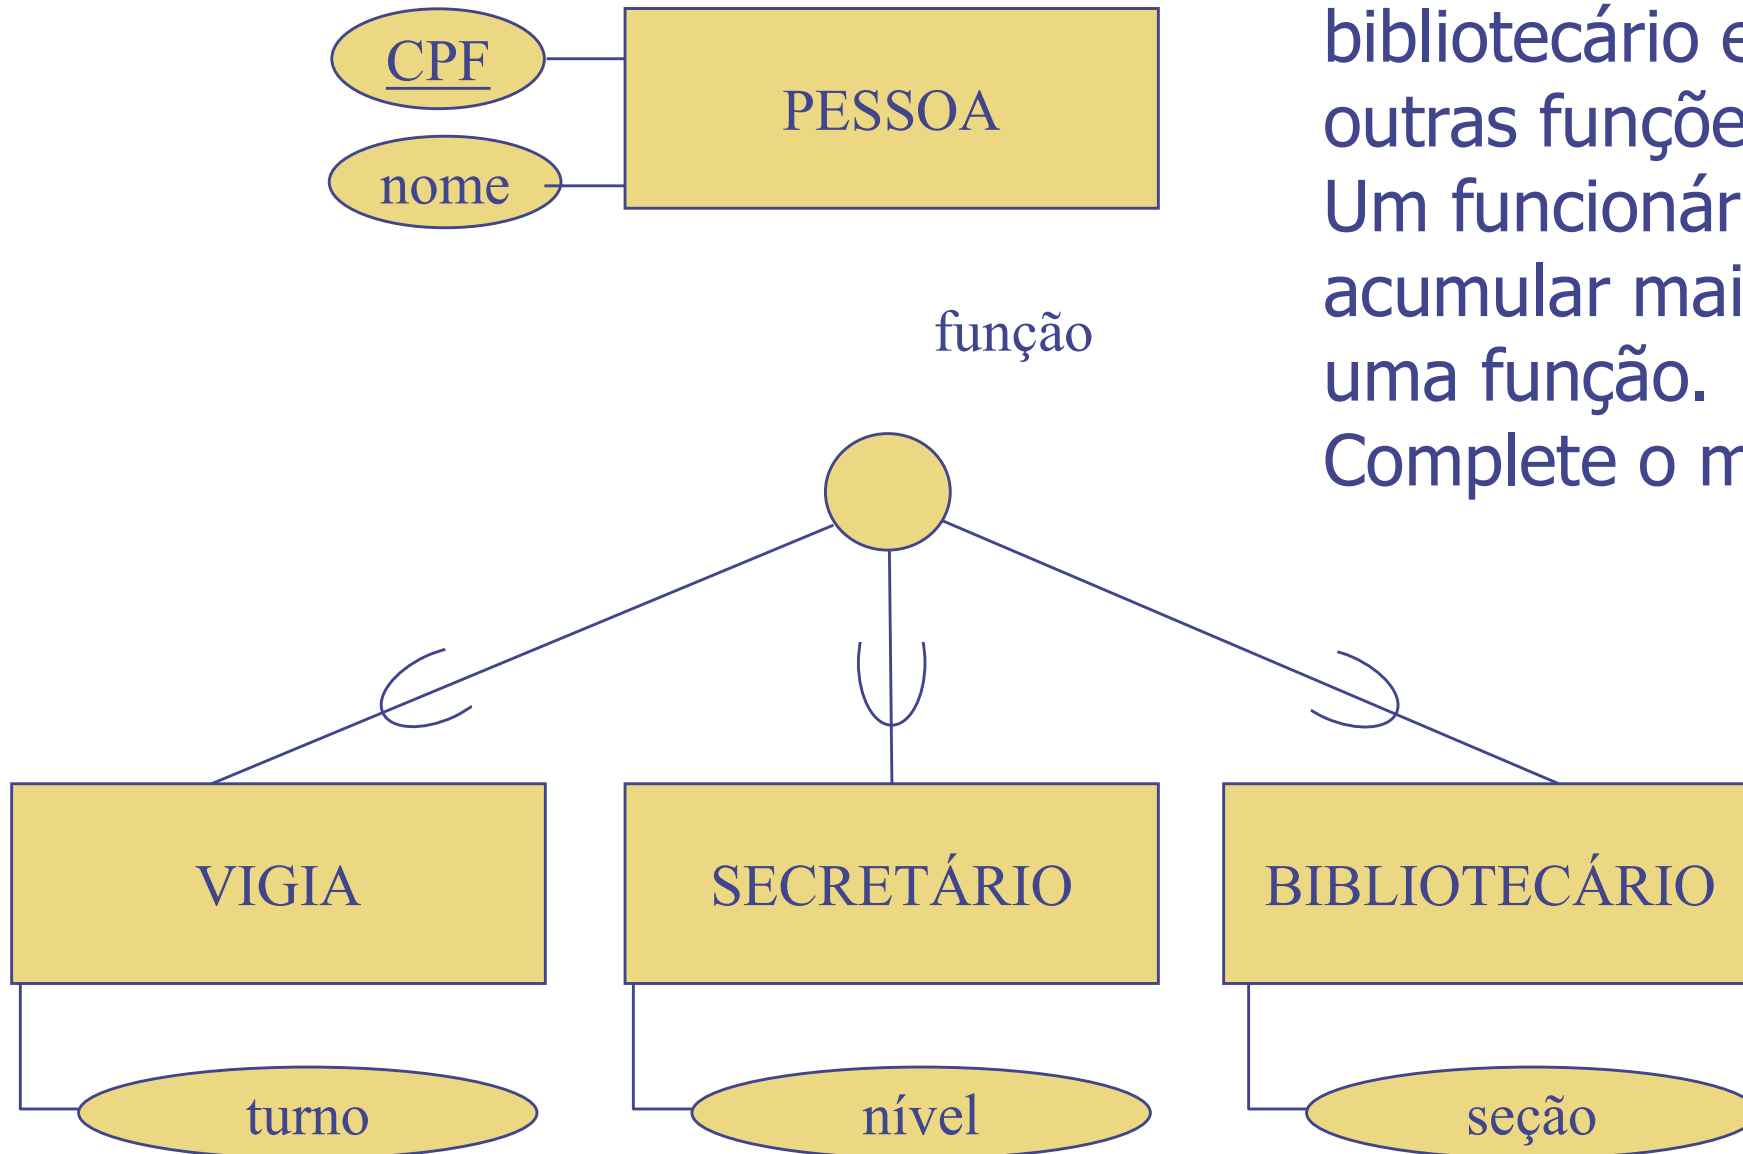 CPF
nome
PESSOA
bibliotecário e
outras funçõe
Um funcionár
acumular mai
uma função.
Complete o m
função
VIGIA
SECRETÁRIO
BIBLIOTECÁRIO
turno
nível
seção